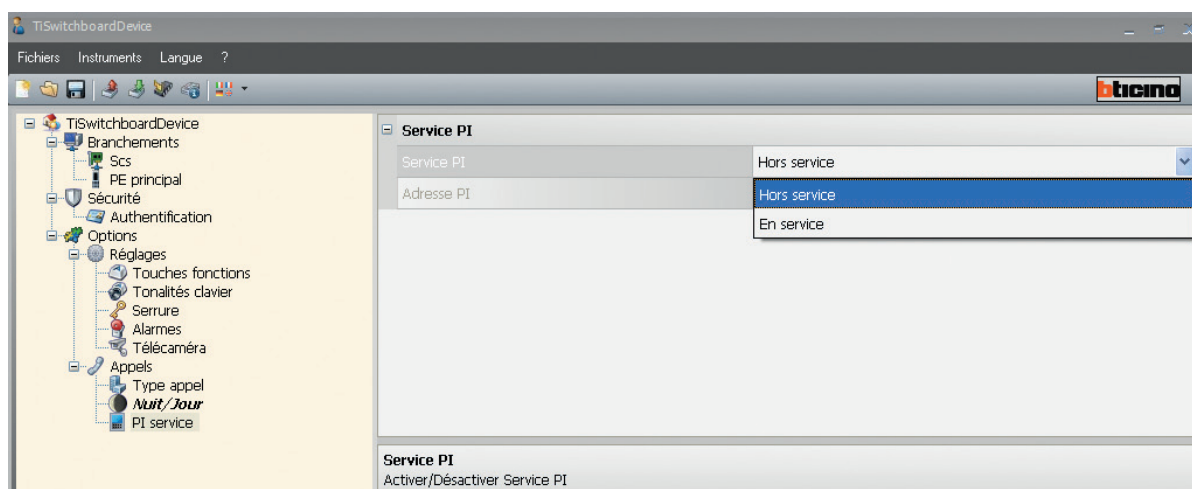 TiSwitchboardDevice
Fichiers Instruments Langue ?
bticino
TiSwitchboardDevice
Branchements
Scs
PE principal
Sécurité
Authentification
Options
Réglages
Touches fonctions
Tonalités clavier
Serrure
Alarmes
Télécaméra
Appels
Type appel
Nuit/Jour
PI service
Service PI
Service PI Hors service
Adresse PI Hors service
En service
Service PI
Activer/Désactiver Service PI